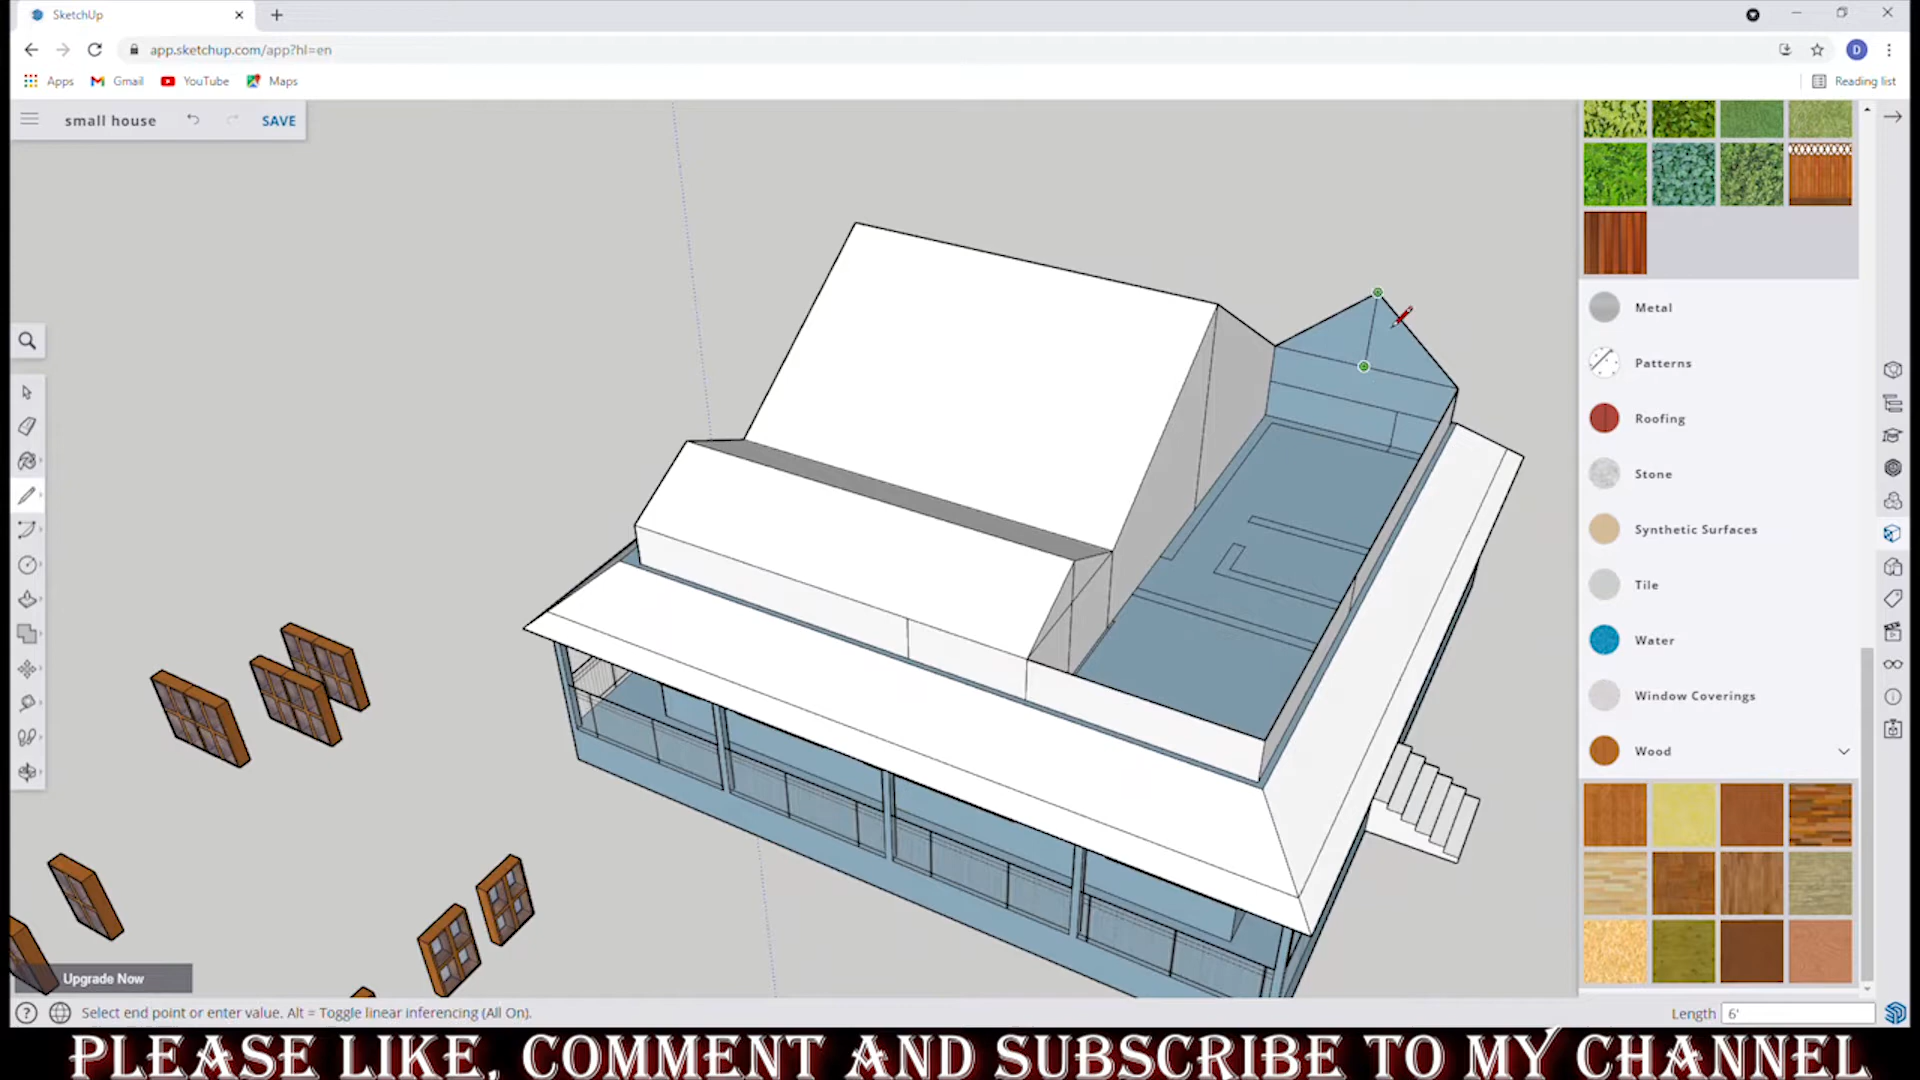 SketchUp
app.sketchup.com/app?hl=en
Apps
Gmail
YouTube
Maps
Reading list
D
small house
SAVE
Metal
Patterns
Roofing
Stone
Synthetic Surfaces
Tile
Water
Window Coverings
Wood
Upgrade Now
Select end point or enter value. Alt = Toggle linear inferencing (All On).
Length
6'
PLEASE LIKE, COMMENT AND SUBSCRIBE TO MY CHANNEL